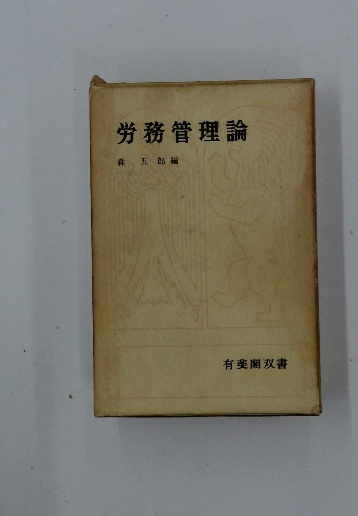 労務管理論
森 五郎 編
有斐閣双書